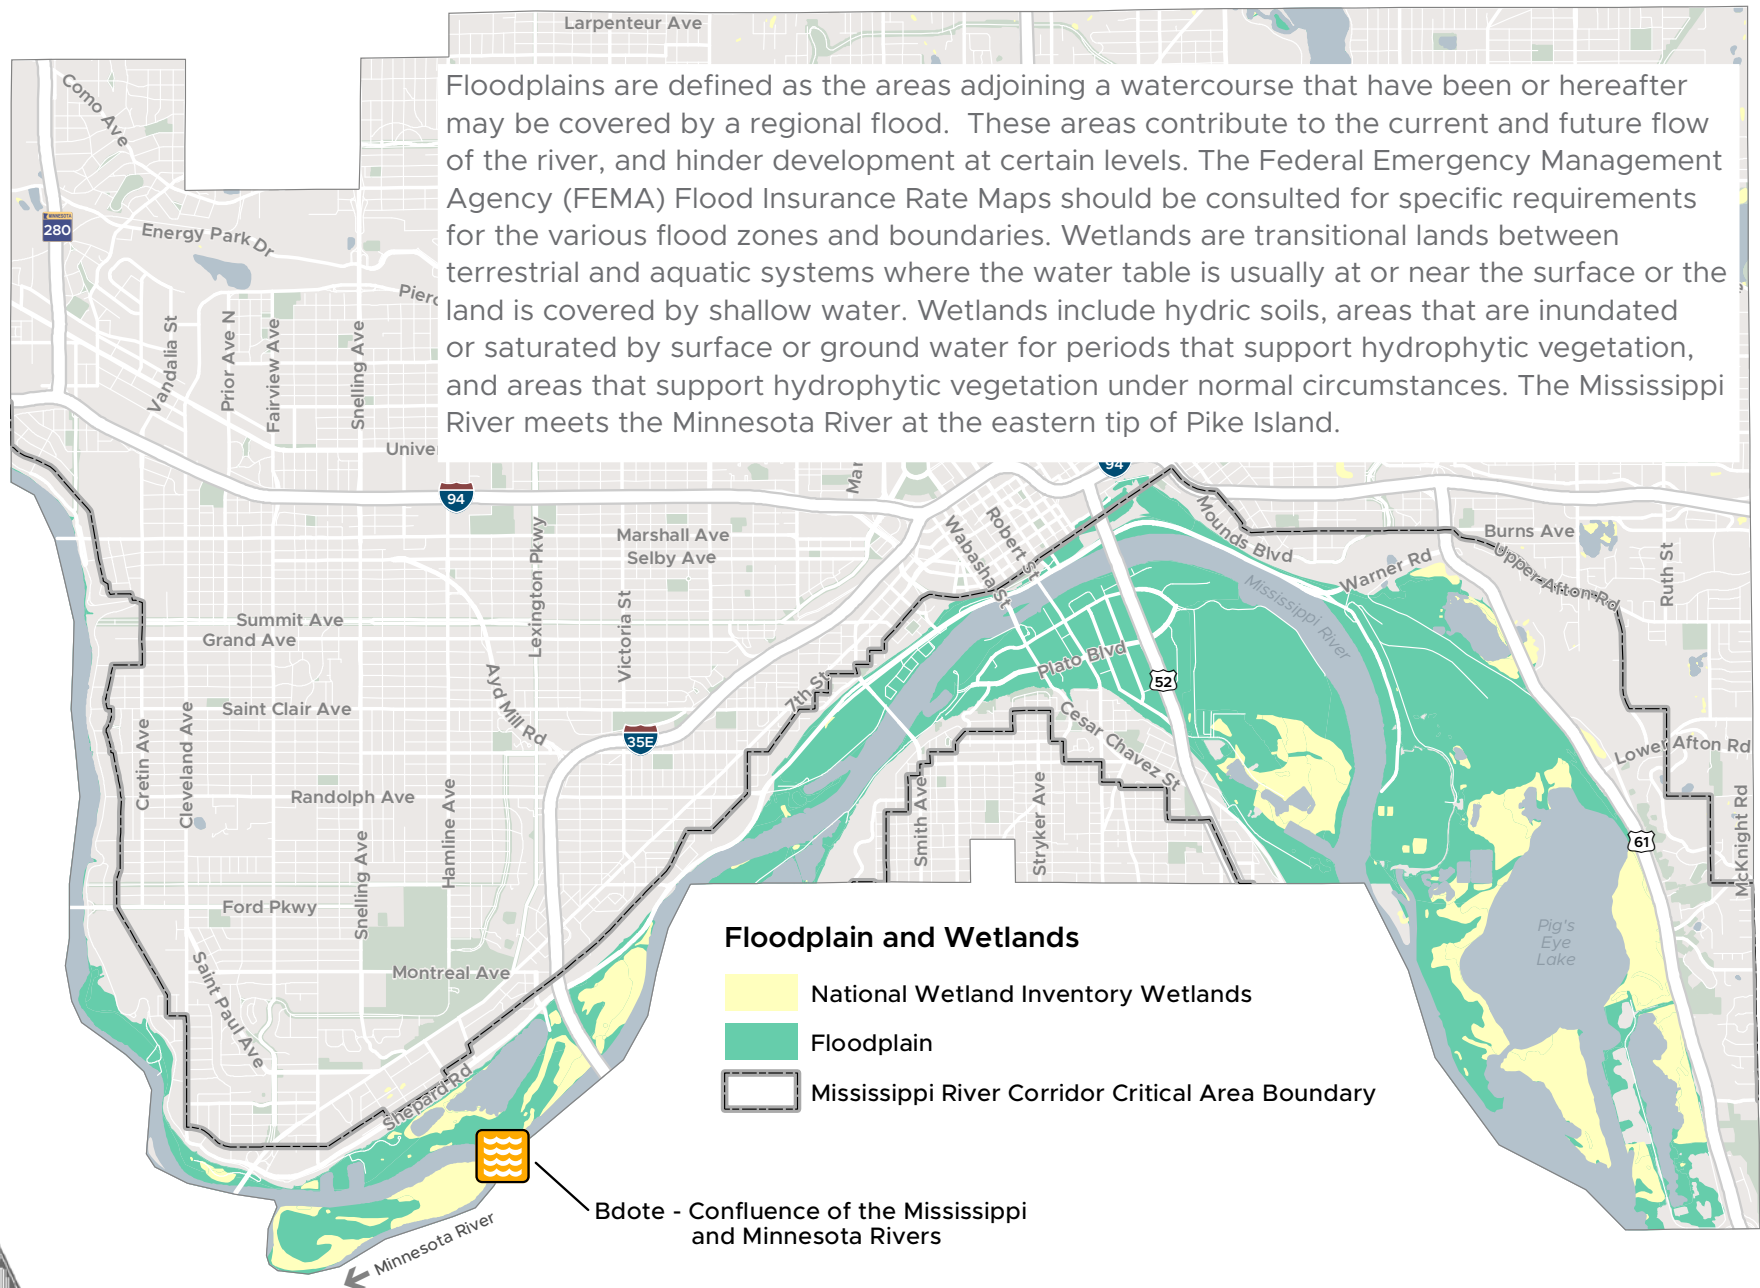 Larpenteur Ave
Floodplains are defined as the areas adjoining a watercourse that have been or hereafter
may be covered by a regional flood. These areas contribute to the current and future flow
of the river, and hinder development at certain levels. The Federal Emergency Management
Agency (FEMA) Flood Insurance Rate Maps should be consulted for specific requirements
for the various flood zones and boundaries. Wetlands are transitional lands between
terrestrial and aquatic systems where the water table is usually at or near the surface or the
land is covered by shallow water. Wetlands include hydric soils, areas that are inundated
or saturated by surface or ground water for periods that support hydrophytic vegetation,
and areas that support hydrophytic vegetation under normal circumstances. The Mississippi
River meets the Minnesota River at the eastern tip of Pike Island.
Como Ave
MINNESOTA
280
Energy Park Dr
Vandalia St
Prior Ave N
Fairview Ave
Snelling Ave
94
94
Marshall Ave
Selby Ave
Lexington Pkwy
Victoria St
Wabasha St
Robert St
Mounds Blvd
Warner Rd
Burns Ave
Upper Afton Rd
Ruth St
Mississippi River
Summit Ave
Grand Ave
Ayd Mill Rd
Saint Clair Ave
7th St
Plato Blvd
52
Cesar Chavez St
35E
Lower Afton Rd
Cretin Ave
Cleveland Ave
Randolph Ave
Hamline Ave
Snelling Ave
Smith Ave
Stryker Ave
61
McKnight Rd
Ford Pkwy
Pig's
Eye
Lake
Montreal Ave
Saint Paul Ave
Shepard Rd
Floodplain and Wetlands
National Wetland Inventory Wetlands
Floodplain
Mississippi River Corridor Critical Area Boundary
Bdote - Confluence of the Mississippi
and Minnesota Rivers
Minnesota River